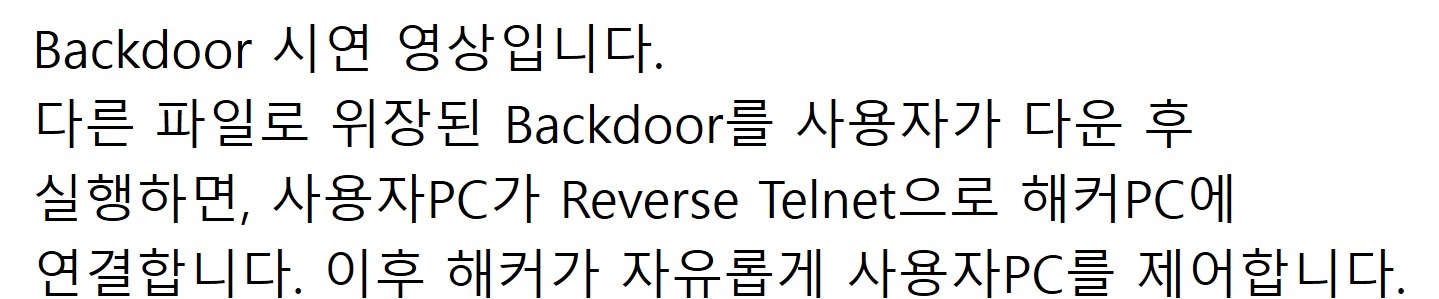 Backdoor 시연 영상입니다.
다른 파일로 위장된 Backdoor를 사용자가 다운 후
실행하면, 사용자PC가 Reverse Telnet으로 해커PC에
연결합니다. 이후 해커가 자유롭게 사용자PC를 제어합니다.